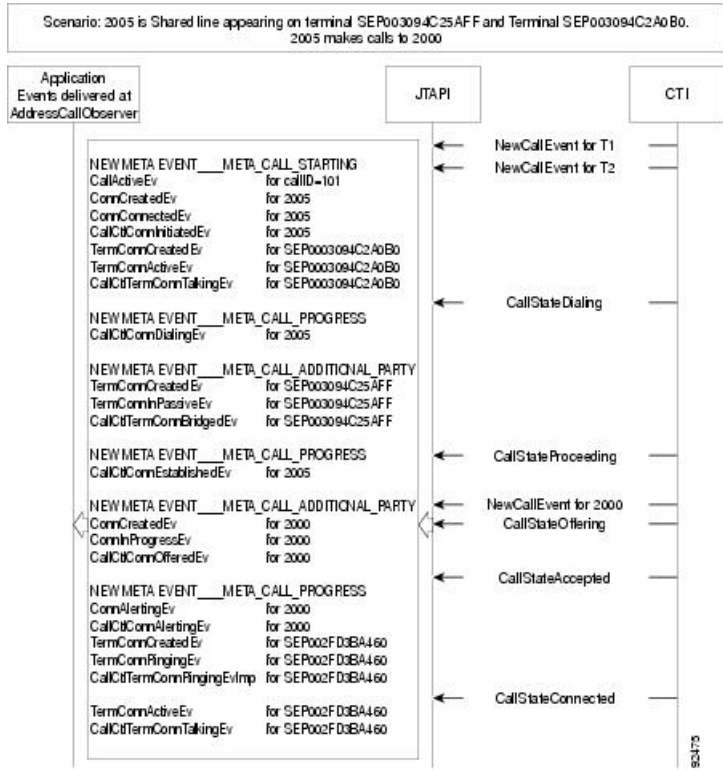 Scenario: 2005 is Shared line appearing on terminal SEP003094C25AFF and Terminal SEP003094C2A0B0.
2005 makes calls to 2000
Application
Events delivered at
AddressCallObserver
JTAPI
CTI
NewCallEvent for T1
NEW META EVENT___META_CALL_STARTING
NewCallEvent for T2
CallActiveEv for callID=101
ConnCreatedEv for 2005
ConnConnectedEv for 2005
CallCtlConnInitiatedEv for 2005
TermConnCreatedEv for SEP0003094C2A0B0
TermConnActiveEv for SEP0003094C2A0B0
CallCtlTermConnTalkingEv for SEP0003094C2A0B0
CallStateDialing
NEW META EVENT___META_CALL_PROGRESS
CallCtlConnDialingEv for 2005
NEW META EVENT___META_CALL_ADDITIONAL_PARTY
TermConnCreatedEv for SEP003094C25AFF
TermConnInPassiveEv for SEP003094C25AFF
CallCtlTermConnBridgedEv for SEP003094C25AFF
NEW META EVENT___META_CALL_PROGRESS
CallStateProceeding
CallCtlConnEstablishedEv for 2005
NEW META EVENT___META_CALL_ADDITIONAL_PARTY
NewCallEvent for 2000
ConnCreatedEv for 2000
CallStateOffering
ConnInProgressEv for 2000
CallCtlConnOfferedEv for 2000
CallStateAccepted
NEW META EVENT___META_CALL_PROGRESS
ConnAlertingEv for 2000
CallCtlConnAlertingEv for 2000
TermConnCreatedEv for SEP002FD3BA460
TermConnRingingEv for SEP002FD3BA460
CallCtlTermConnRingingEvImp for SEP002FD3BA460
CallStateConnected
TermConnActiveEv for SEP002FD3BA460
CallCtlTermConnTalkingEv for SEP002FD3BA460
92475